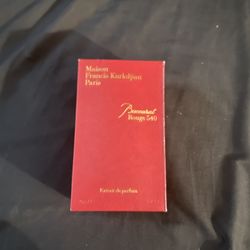 Maison
Francis Kurkdjian
Paris
Baccarat
Rouge 540
Extrait de parfum